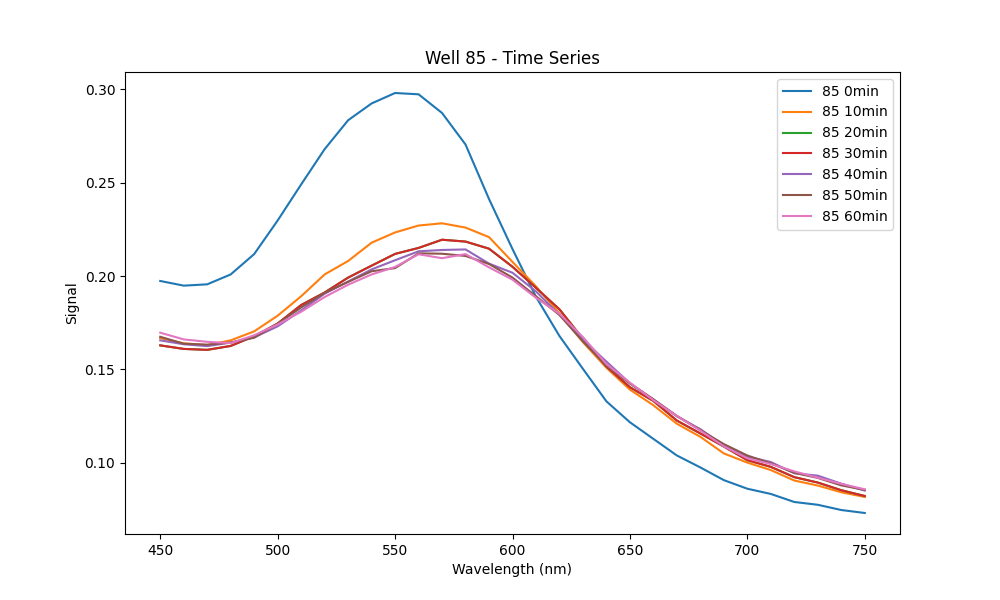 Well 85 - Time Series
85 0min
85 10min
85 20min
85 30min
85 40min
85 50min
85 60min
Signal
0.30
0.25
0.20
0.15
0.10
450 500 550 600 650 700 750
Wavelength (nm)